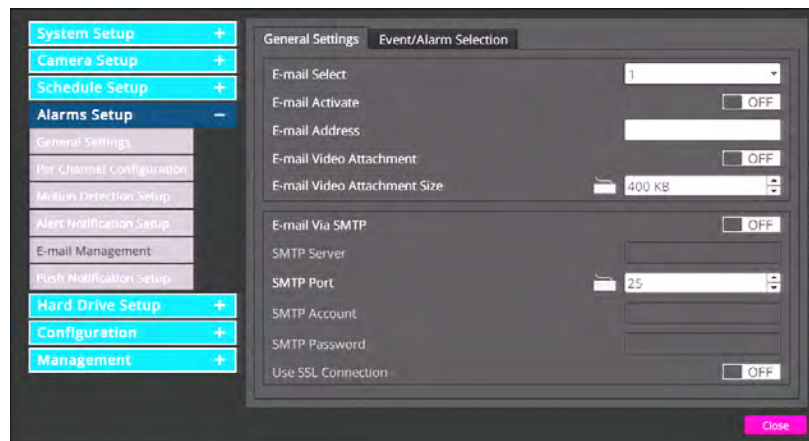 System Setup +
Camera Setup +
Schedule Setup +
Alarms Setup −
General Settings
Per Channel Configuration
Motion Detection Setup
Alert Notification Setup
E-mail Management
Push Notification Setup
Hard Drive Setup +
Configuration +
Management +
General Settings Event/Alarm Selection
E-mail Select 1
E-mail Activate OFF
E-mail Address
E-mail Video Attachment OFF
E-mail Video Attachment Size 400 KB
E-mail Via SMTP OFF
SMTP Server
SMTP Port 25
SMTP Account
SMTP Password
Use SSL Connection OFF
Close